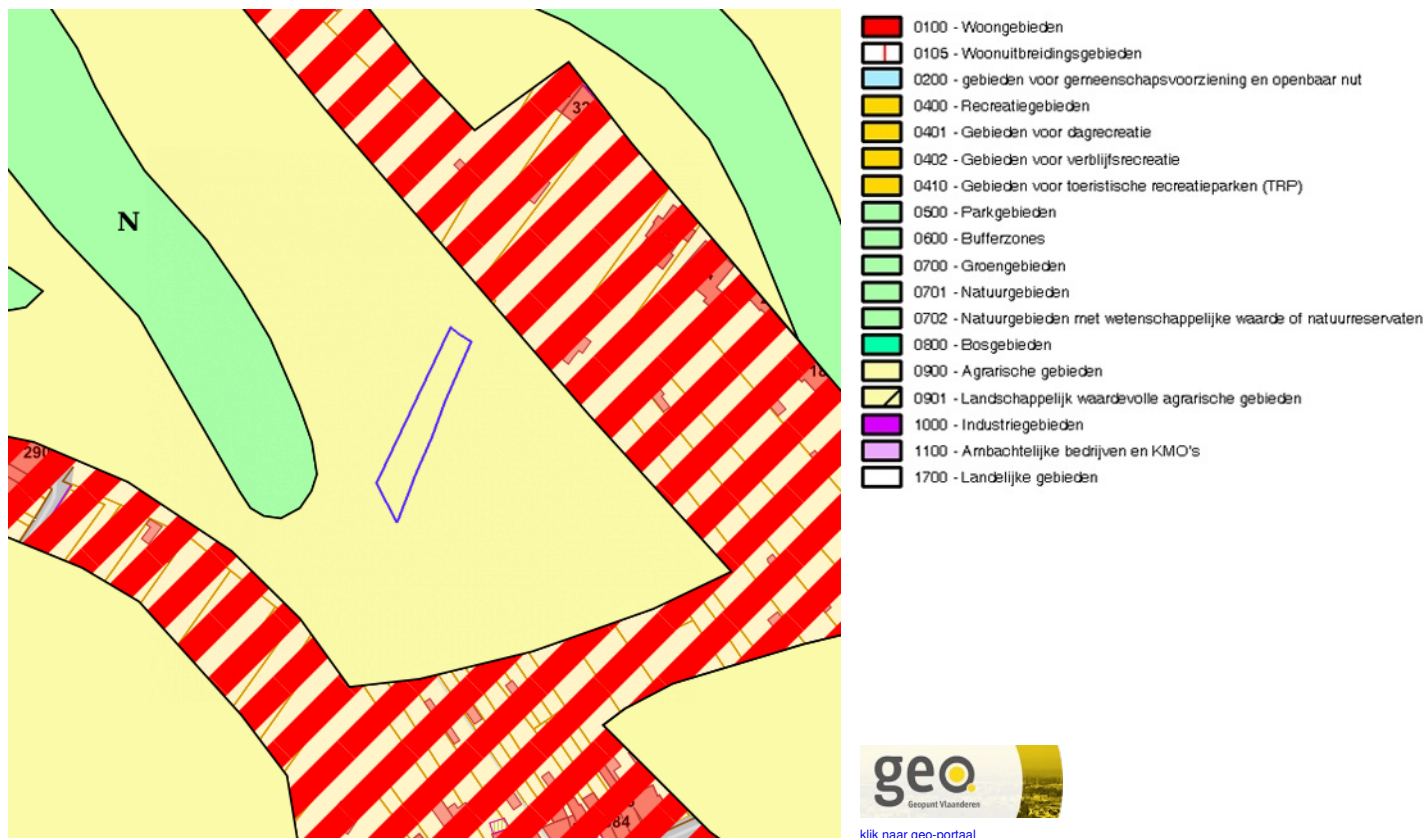 N
32
18
290
84
0100 - Woongebieden
0105 - Woonuitbreidingsgebieden
0200 - gebieden voor gemeenschapsvoorziening en openbaar nut
0400 - Recreatiegebieden
0401 - Gebieden voor dagrecreatie
0402 - Gebieden voor verblijfsrecreatie
0410 - Gebieden voor toeristische recreatieparken (TRP)
0500 - Parkgebieden
0600 - Bufferzones
0700 - Groengebieden
0701 - Natuurgebieden
0702 - Natuurgebieden met wetenschappelijke waarde of natuurreservaten
0800 - Bosgebieden
0900 - Agrarische gebieden
0901 - Landschappelijk waardevolle agrarische gebieden
1000 - Industriegebieden
1100 - Ambachtelijke bedrijven en KMO's
1700 - Landelijke gebieden
geo
Geopunt Vlaanderen
klik naar geo-portaal